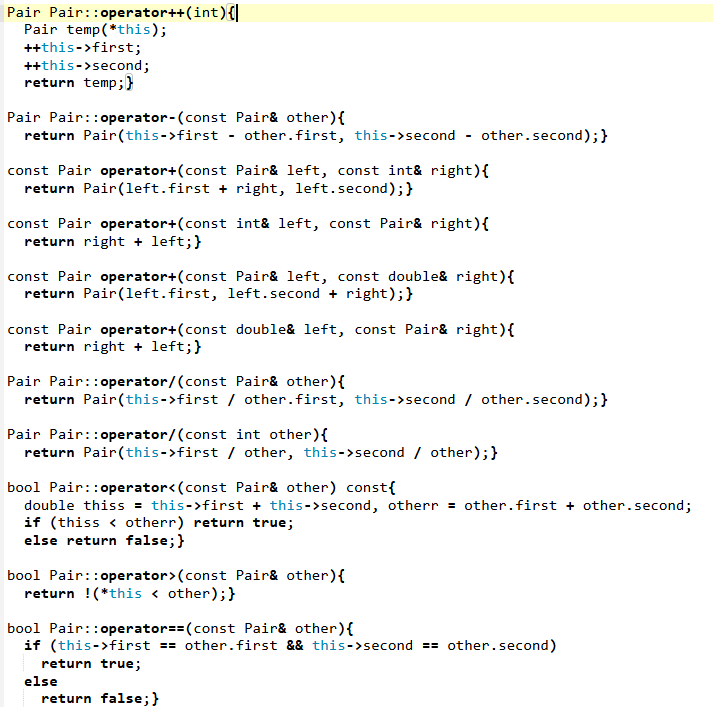 Pair Pair::operator++(int){
  Pair temp(*this);
  ++this->first;
  ++this->second;
  return temp;}

Pair Pair::operator-(const Pair& other){
  return Pair(this->first - other.first, this->second - other.second);}

const Pair operator+(const Pair& left, const int& right){
  return Pair(left.first + right, left.second);}

const Pair operator+(const int& left, const Pair& right){
  return right + left;}

const Pair operator+(const Pair& left, const double& right){
  return Pair(left.first, left.second + right);}

const Pair operator+(const double& left, const Pair& right){
  return right + left;}

Pair Pair::operator/(const Pair& other){
  return Pair(this->first / other.first, this->second / other.second);}

Pair Pair::operator/(const int other){
  return Pair(this->first / other, this->second / other);}

bool Pair::operator<(const Pair& other) const{
  double thiss = this->first + this->second, otherr = other.first + other.second;
  if (thiss < otherr) return true;
  else return false;}

bool Pair::operator>(const Pair& other){
  return !(*this < other);}

bool Pair::operator==(const Pair& other){
  if (this->first == other.first && this->second == other.second)
    return true;
  else
    return false;}